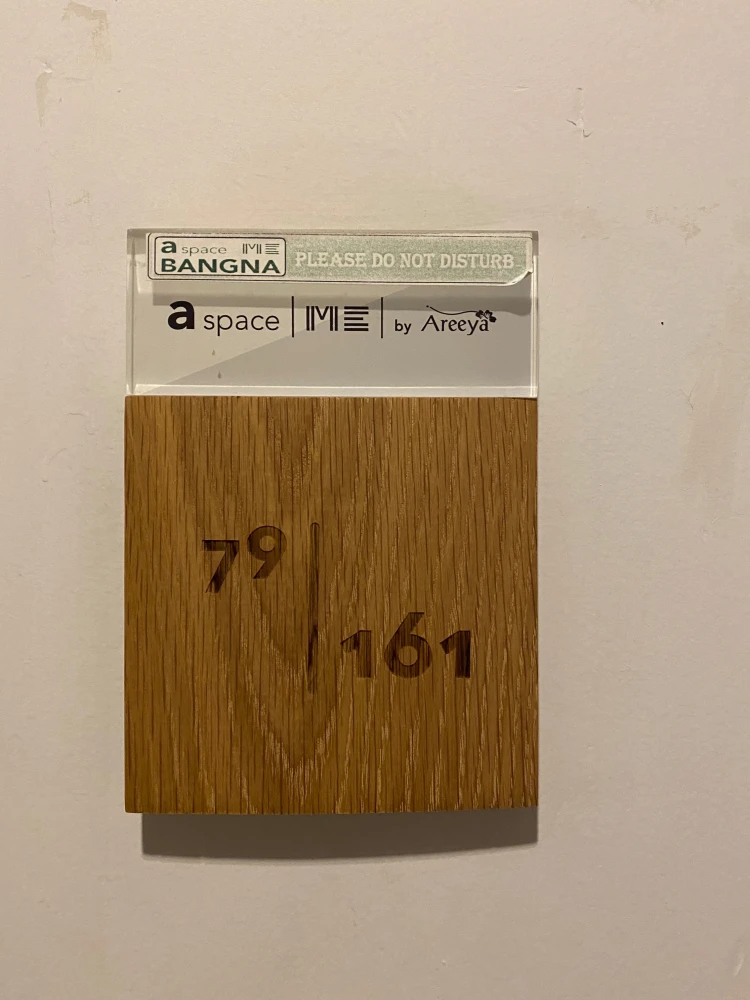 a space ME
BANGNA
PLEASE DO NOT DISTURB
a space | ME | by Areeya
79
161